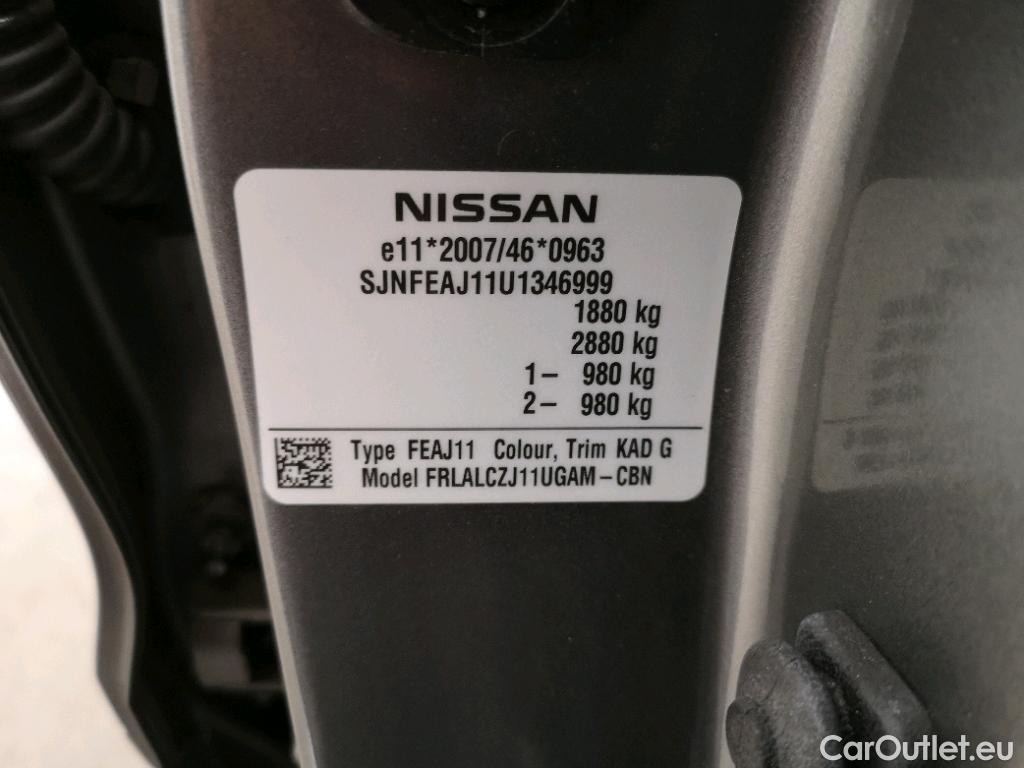 NISSAN
e11*2007/46*0963
SJNFEAJ11U1346999
1880 kg
2880 kg
1– 980 kg
2– 980 kg
Type FEAJ11 Colour, Trim KAD G
Model FRLALCZJ11UGAM–CBN
CarOutlet.eu